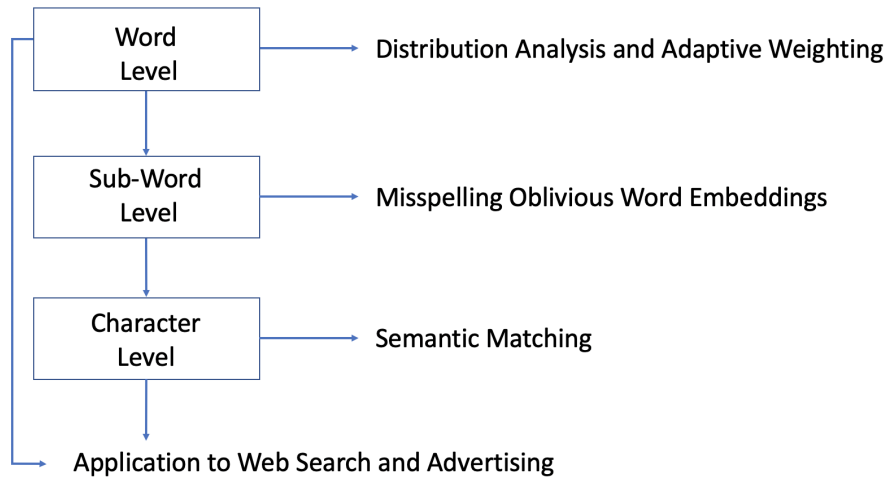 Word
Level
Distribution Analysis and Adaptive Weighting
Sub-Word
Level
Misspelling Oblivious Word Embeddings
Character
Level
Semantic Matching
Application to Web Search and Advertising